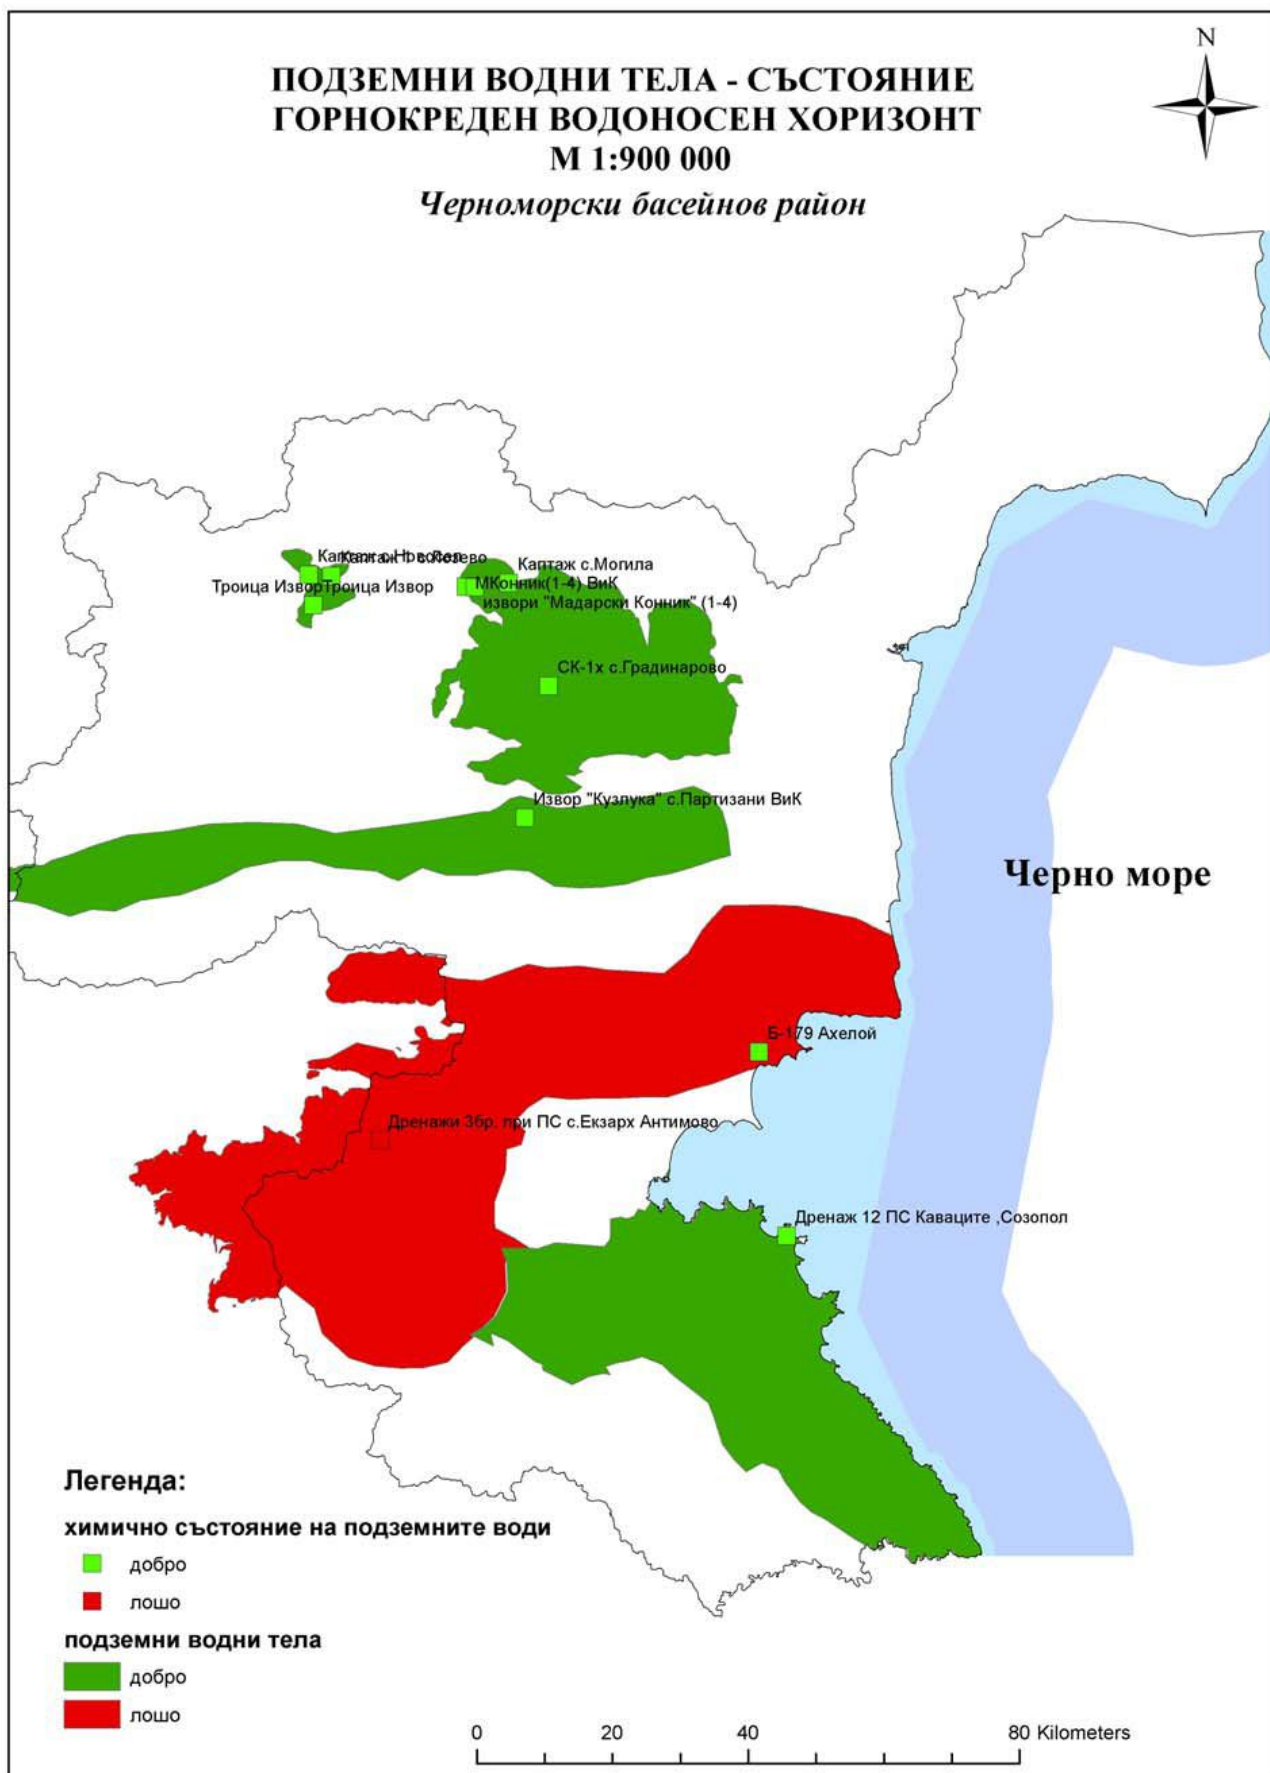 N
ПОДЗЕМНИ ВОДНИ ТЕЛА - СЪСТОЯНИЕ
ГОРНОКРЕДЕН ВОДОНОСЕН ХОРИЗОНТ
М 1:900 000
Черноморски басейнов район
Каптаж с.Лозево
Каптаж с.Могила
Троица Извор Троица Извор
МКонник(1-4) ВиК
извори "Мадарски Конник" (1-4)
СК-1х с.Градинарово
Извор "Кузлука" с.Партизани ВиК
Черно море
Б-179 Ахелой
Дренажи 3бр. при ПС с.Екзарх Антимово
Дренаж 12 ПС Каваците ,Созопол
Легенда:
химично състояние на подземните води
добро
лошо
подземни водни тела
добро
лошо
0 20 40 80 Kilometers